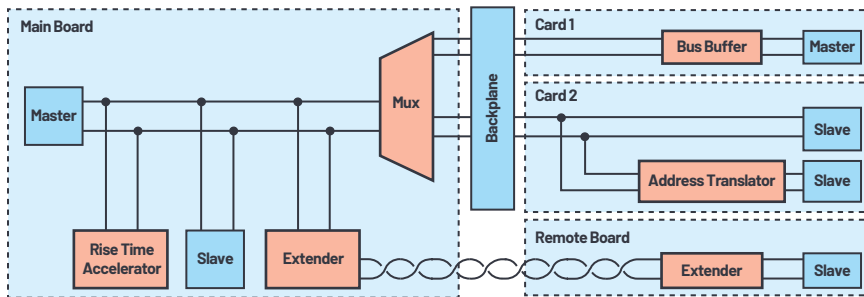 Main Board
Card 1
Bus Buffer
Master
Mux
Backplane
Card 2
Master
Slave
Address Translator
Slave
Rise Time
Accelerator
Slave
Extender
Remote Board
Extender
Slave